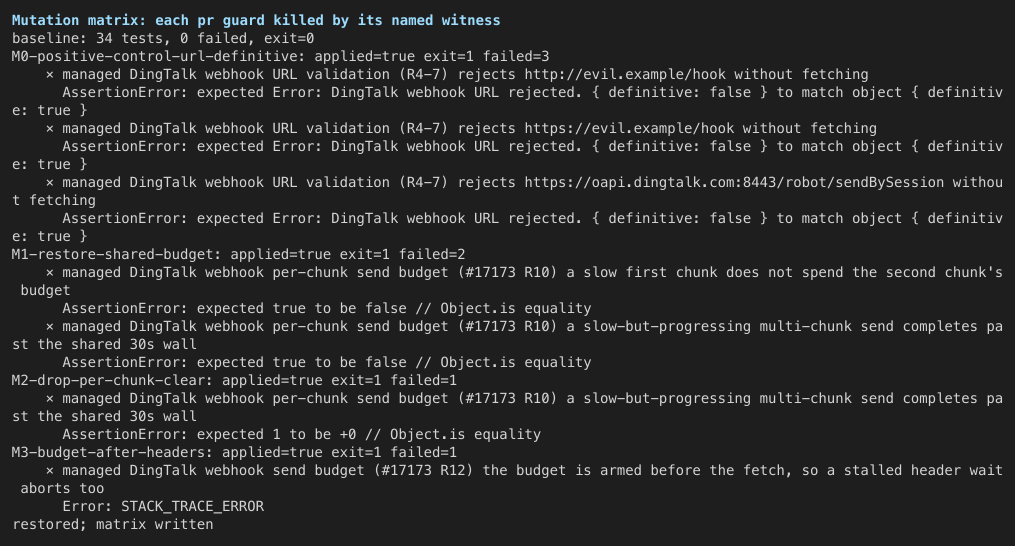 Mutation matrix: each pr guard killed by its named witness
baseline: 34 tests, 0 failed, exit=0
M0-positive-control-url-definitive: applied=true exit=1 failed=3
    × managed DingTalk webhook URL validation (R4-7) rejects http://evil.example/hook without fetching
      AssertionError: expected Error: DingTalk webhook URL rejected. { definitive: false } to match object { definitiv
e: true }
    × managed DingTalk webhook URL validation (R4-7) rejects https://evil.example/hook without fetching
      AssertionError: expected Error: DingTalk webhook URL rejected. { definitive: false } to match object { definitiv
e: true }
    × managed DingTalk webhook URL validation (R4-7) rejects https://oapi.dingtalk.com:8443/robot/sendBySession withou
t fetching
      AssertionError: expected Error: DingTalk webhook URL rejected. { definitive: false } to match object { definitiv
e: true }
M1-restore-shared-budget: applied=true exit=1 failed=2
    × managed DingTalk webhook per-chunk send budget (#17173 R10) a slow first chunk does not spend the second chunk's
 budget
      AssertionError: expected true to be false // Object.is equality
    × managed DingTalk webhook per-chunk send budget (#17173 R10) a slow-but-progressing multi-chunk send completes pa
st the shared 30s wall
      AssertionError: expected true to be false // Object.is equality
M2-drop-per-chunk-clear: applied=true exit=1 failed=1
    × managed DingTalk webhook per-chunk send budget (#17173 R10) a slow-but-progressing multi-chunk send completes pa
st the shared 30s wall
      AssertionError: expected 1 to be +0 // Object.is equality
M3-budget-after-headers: applied=true exit=1 failed=1
    × managed DingTalk webhook send budget (#17173 R12) the budget is armed before the fetch, so a stalled header wait
 aborts too
      Error: STACK_TRACE_ERROR
restored; matrix written